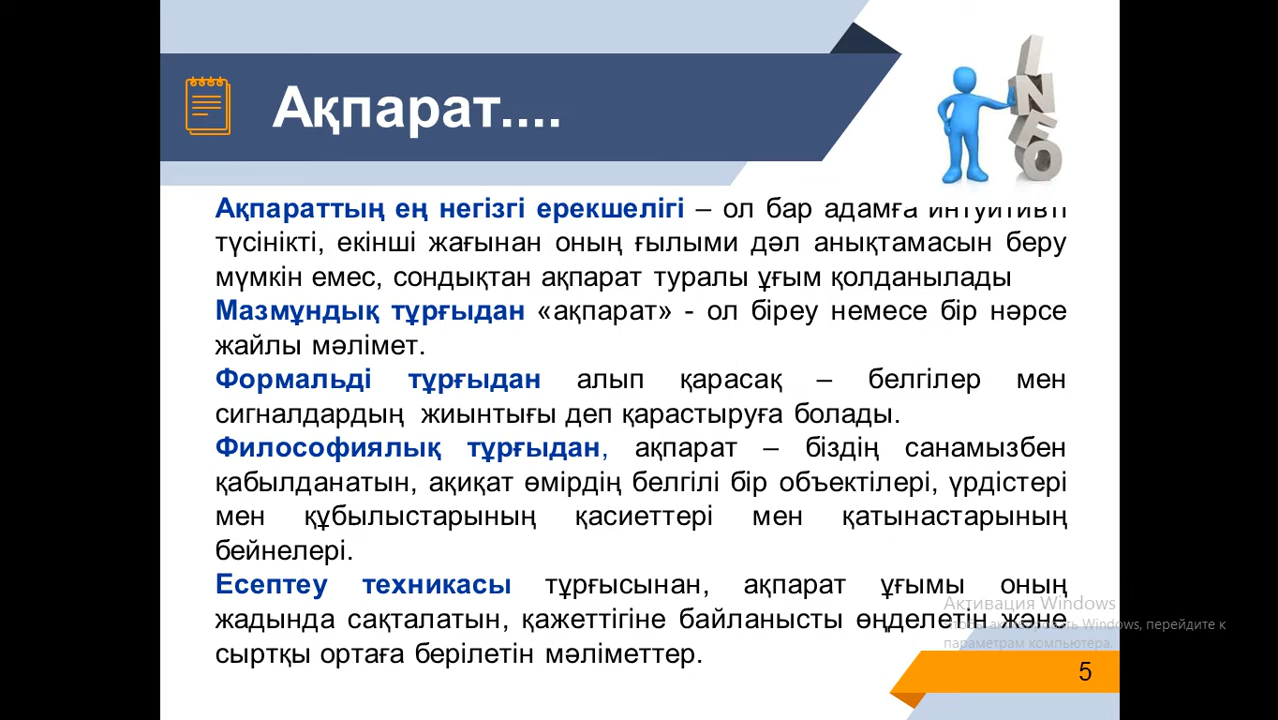 Ақпарат....
INFO
Ақпараттың ең негізгі ерекшелігі – ол бар адамға интуитивті
түсінікті, екінші жағынан оның ғылыми дәл анықтамасын беру
мүмкін емес, сондықтан ақпарат туралы ұғым қолданылады
Мазмұндық тұрғыдан «ақпарат» - ол біреу немесе бір нәрсе
жайлы мәлімет.
Формальді тұрғыдан алып қарасақ – белгілер мен
сигналдардың жиынтығы деп қарастыруға болады.
Философиялық тұрғыдан, ақпарат – біздің санамызбен
қабылданатын, ақиқат өмірдің белгілі бір объектілері, үрдістері
мен құбылыстарының қасиеттері мен қатынастарының
бейнелері.
Есептеу техникасы тұрғысынан, ақпарат ұғымы оның
жадында сақталатын, қажеттігіне байланысты өңделетін және
сыртқы ортаға берілетін мәліметтер.
Активация Windows
Чтобы активировать Windows, перейдите к
параметрам компьютера.
5